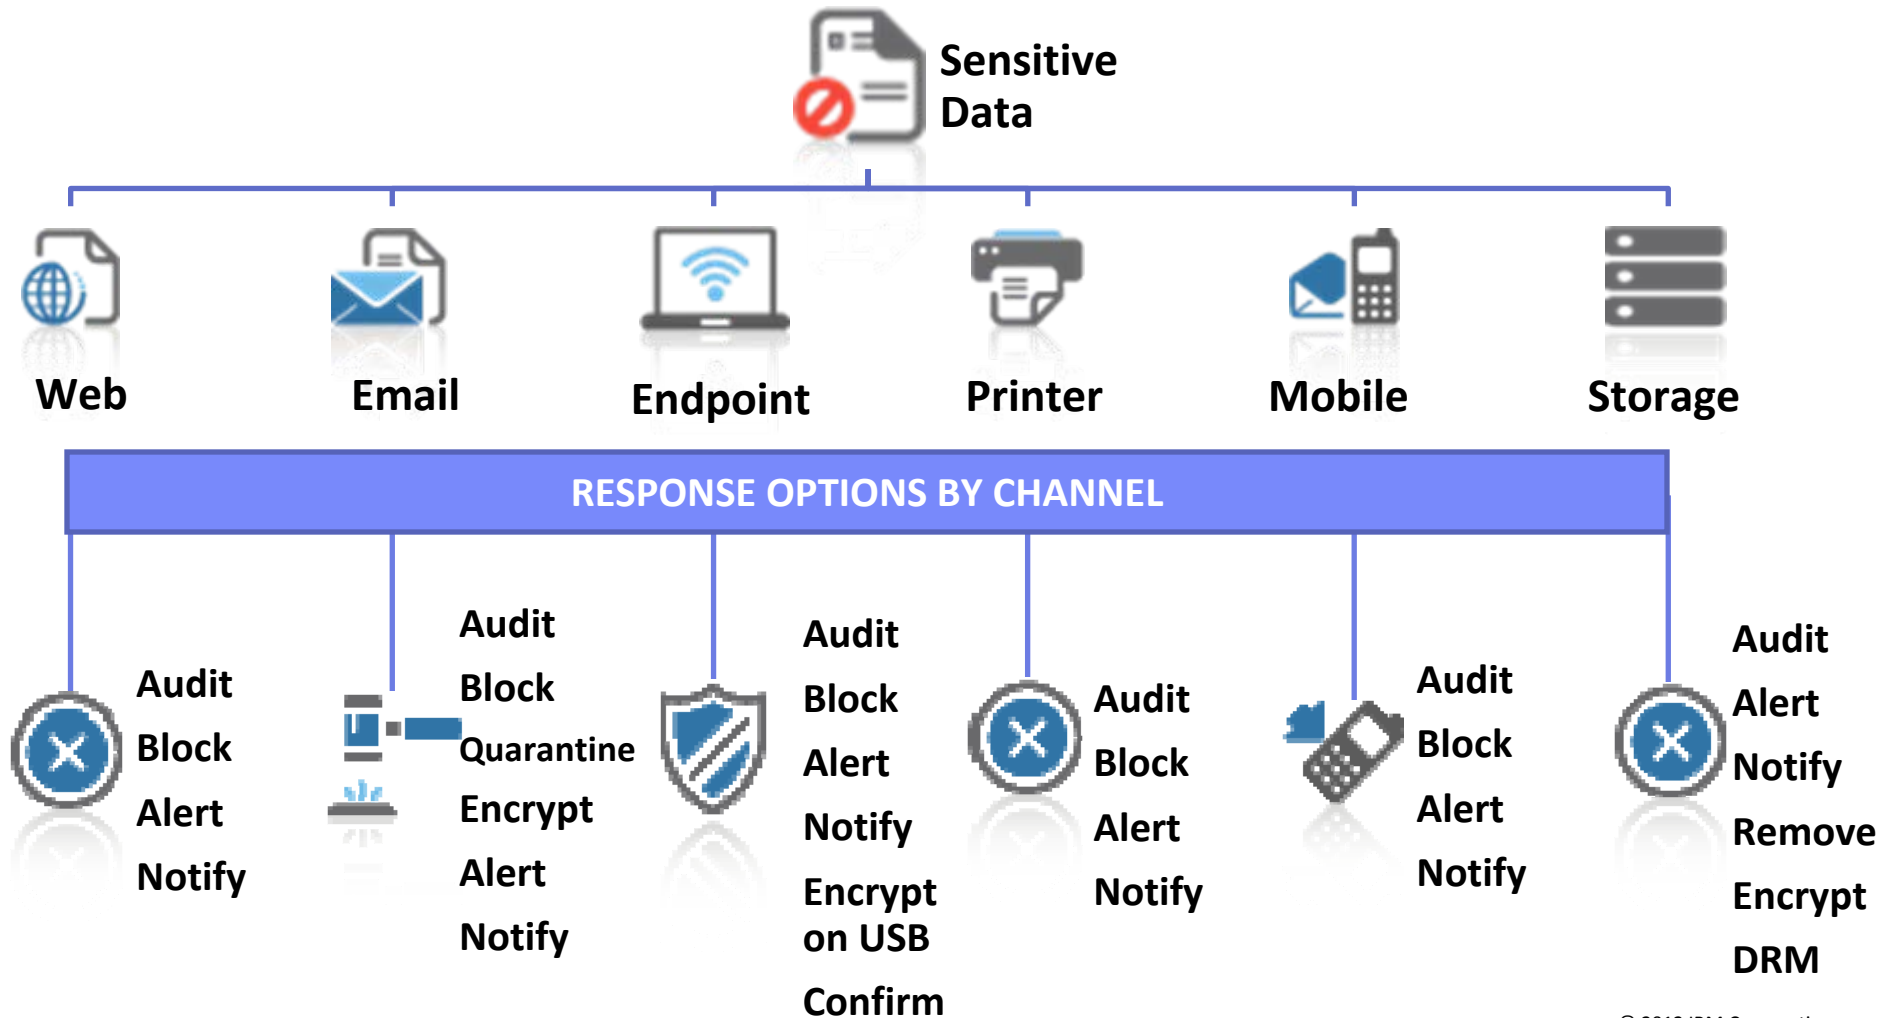 Sensitive
Data
Web
Email
Endpoint
Printer
Mobile
Storage
RESPONSE OPTIONS BY CHANNEL
Audit
Block
Alert
Notify
Audit
Block
Quarantine
Encrypt
Alert
Notify
Audit
Block
Alert
Notify
Encrypt
on USB
Confirm
Audit
Block
Alert
Notify
Audit
Block
Alert
Notify
Audit
Alert
Notify
Remove
Encrypt
DRM